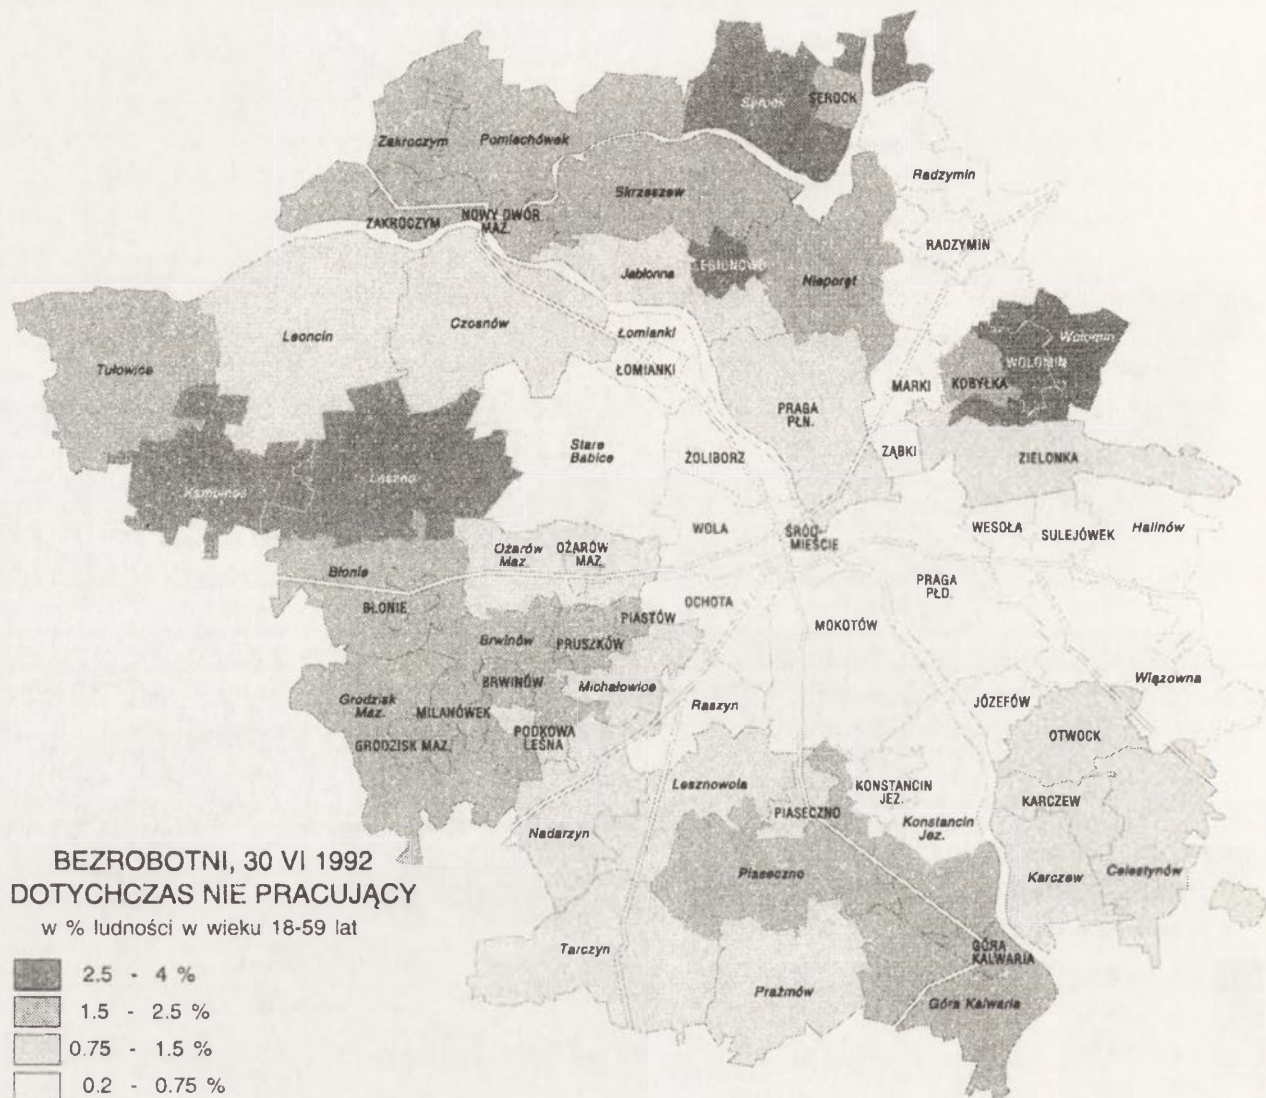 Serock
SEROCK
Zakroczym
Pomiechówek
Radzymin
Skrzeszew
ZAKROCZYM
NOWY DWÓR
MAZ.
RADZYMIN
Jabłonna
LEGIONOWO
Nieporęt
Leoncin
Czosnów
Łomianki
Wołomin
WOŁOMIN
Tułowice
ŁOMIANKI
MARKI
KOBYŁKA
PRAGA
PŁN.
Stare
Babice
ŻOLIBORZ
ZĄBKI
ZIELONKA
Kampinos
Leszno
WOLA
ŚRÓD-
MIEŚCIE
WESOŁA
SULEJÓWEK
Halinów
Ożarów
Maz.
OŻARÓW
MAZ.
Błonie
PRAGA
PŁD.
BŁONIE
OCHOTA
PIASTÓW
MOKOTÓW
Brwinów
PRUSZKÓW
BRWINÓW
Michałowice
Wiązowna
Grodzisk
Maz.
MILANÓWEK
Raszyn
JÓZEFÓW
GRODZISK MAZ.
PODKOWA
LEŚNA
OTWOCK
Lesznowola
KONSTANCIN
JEZ.
KARCZEW
PIASECZNO
Konstancin
Jez.
Nadarzyn
Piaseczno
Karczew
Celestynów
Tarczyn
GÓRA
KALWARIA
Prażmów
Góra Kalwaria
BEZROBOTNI, 30 VI 1992
DOTYCHCZAS NIE PRACUJĄCY
w % ludności w wieku 18-59 lat
2.5 - 4 %
1.5 - 2.5 %
0.75 - 1.5 %
0.2 - 0.75 %